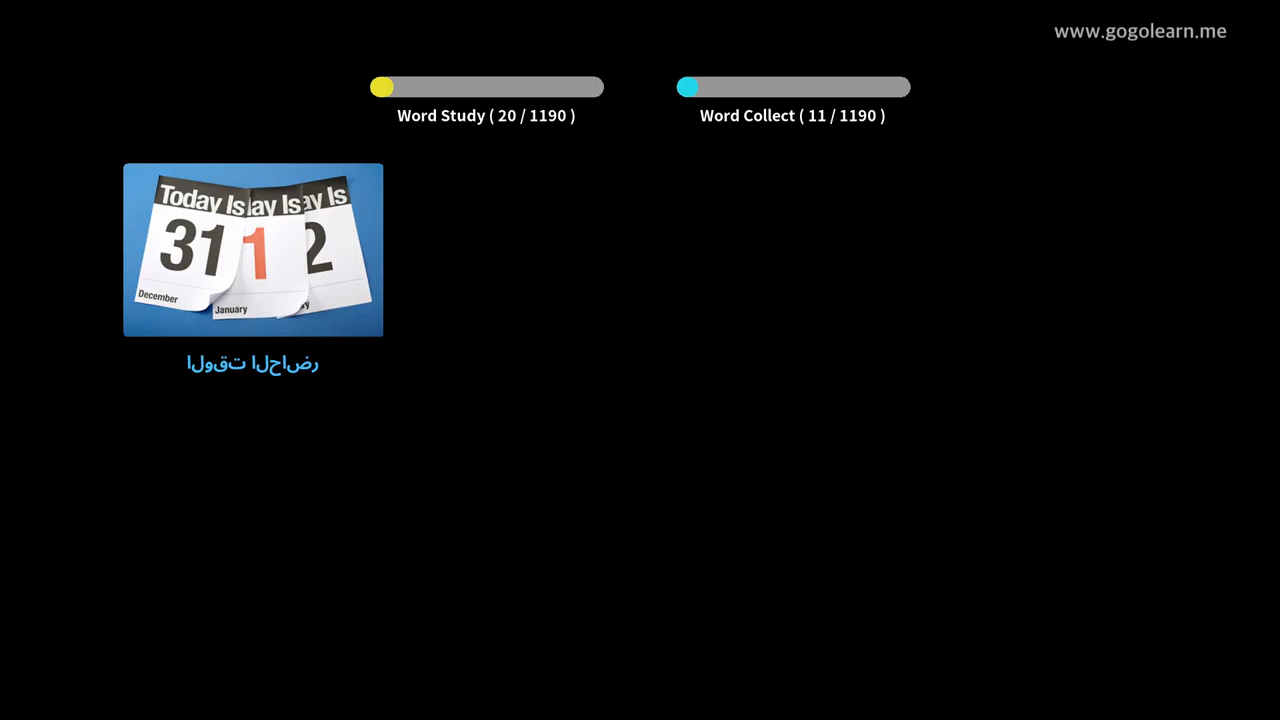 www.gogolearn.me
Word Study ( 20 / 1190 )
Word Collect ( 11 / 1190 )
Today Is
ay Is
ay Is
31
1
2
December
January
ry
الوقت الحاضر